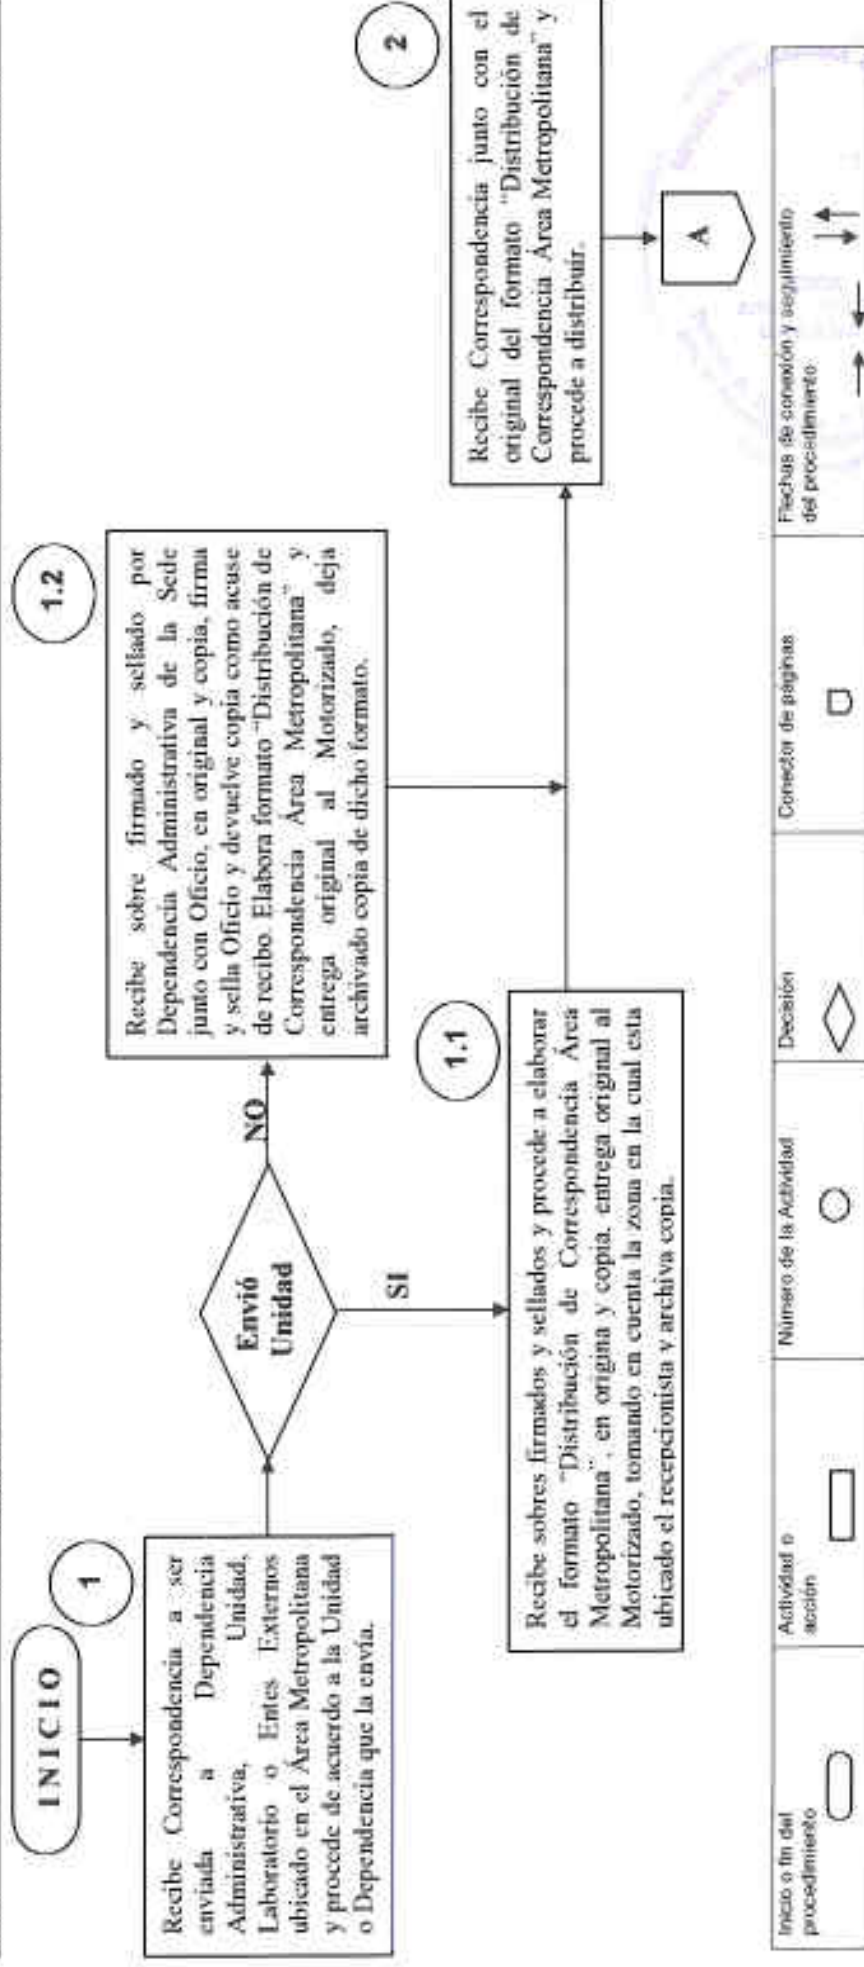 INICIO
1
Recibe Correspondencia a ser
enviada a Dependencia
Administrativa, Unidad,
Laboratorio o Entes Externos
ubicado en el Área Metropolitana
y procede de acuerdo a la Unidad
o Dependencia que la envía.
Envió
Unidad
NO
SI
1.2
Recibe sobre firmado y sellado por
Dependencia Administrativa de la Sede
junto con Oficio, en original y copia, firma
y sella Oficio y devuelve copia como acuse
de recibo. Elabora formato "Distribución de
Correspondencia Área Metropolitana" y
entrega original al Motorizado, deja
archivado copia de dicho formato.
1.1
Recibe sobres firmados y sellados y procede a elaborar
el formato "Distribución de Correspondencia Área
Metropolitana", en origina y copia, entrega original al
Motorizado, tomando en cuenta la zona en la cual esta
ubicado el recepcionista y archiva copia.
2
Recibe Correspondencia junto con el
original del formato "Distribución de
Correspondencia Área Metropolitana" y
procede a distribuir.
A
Inicio o fin del
procedimiento
Actividad o
acción
Número de la Actividad
Decisión
Conector de páginas
Flechas de conexión y seguimiento
del procedimiento